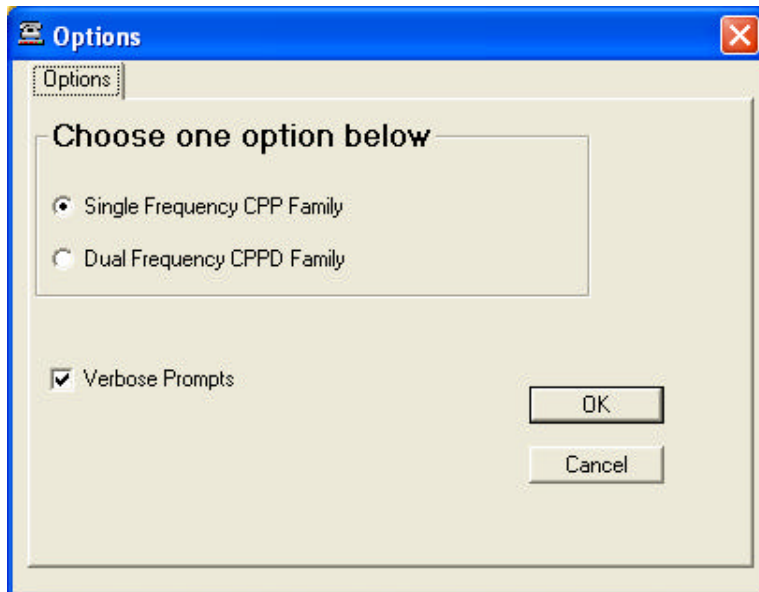 Options
Options
Choose one option below
Single Frequency CPP Family
Dual Frequency CPPD Family
Verbose Prompts
OK
Cancel